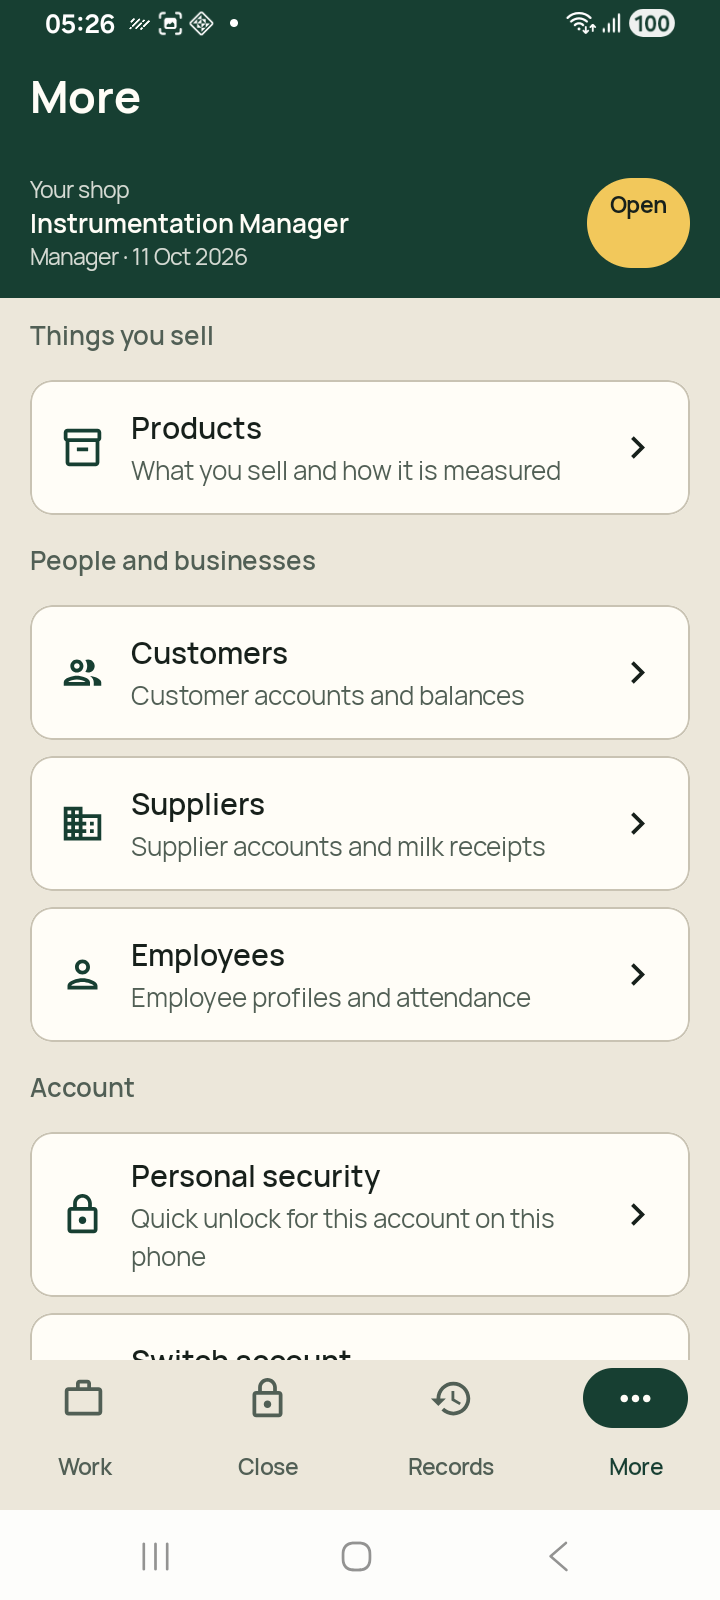 05:26
100
More
Your shop
Instrumentation Manager
Manager · 11 Oct 2026
Open
Things you sell
Products
What you sell and how it is measured
People and businesses
Customers
Customer accounts and balances
Suppliers
Supplier accounts and milk receipts
Employees
Employee profiles and attendance
Account
Personal security
Quick unlock for this account on this
phone
Switch account
Work
Close
Records
More